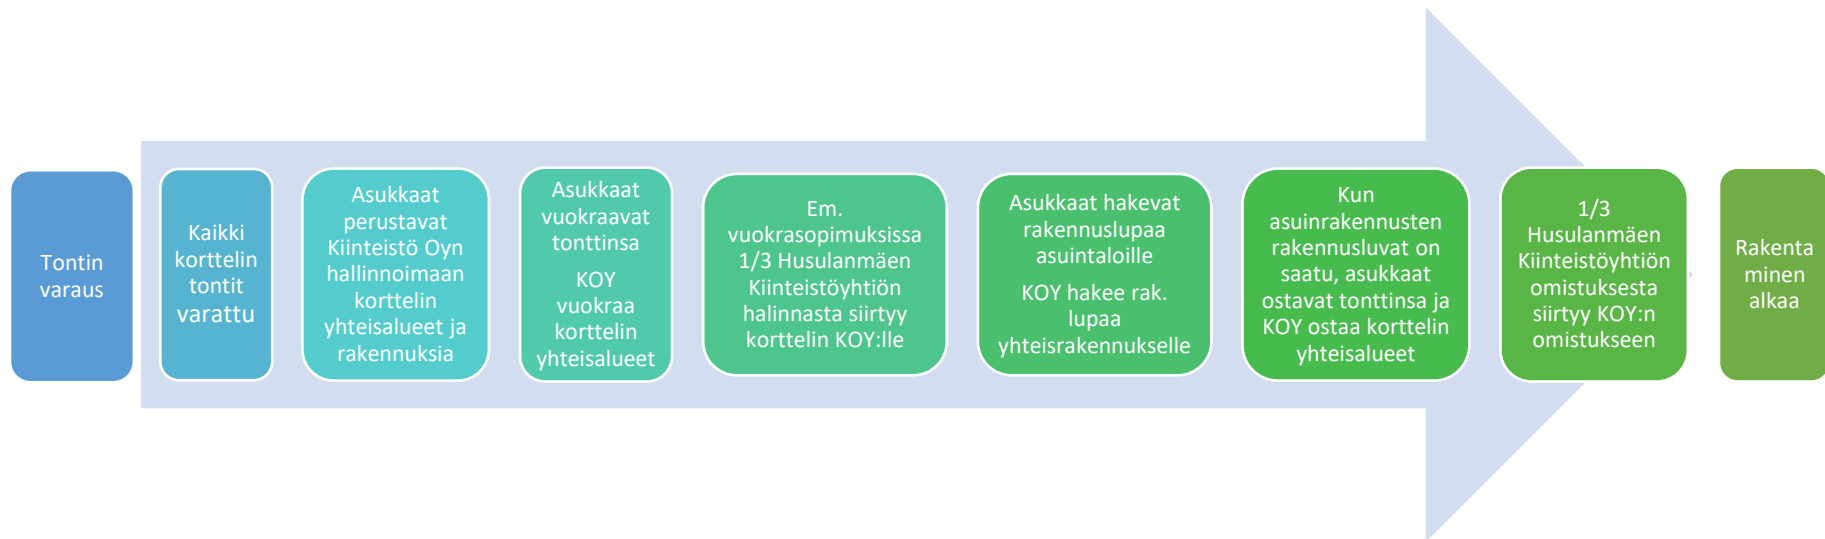 Tontin
varaus
Kaikki
korttelin
tontit
varattu
Asukkaat
perustavat
Kiinteistö Oyn
hallinnoimaan
korttelin
yhteisalueet ja
rakennuksia
Asukkaat
vuokraavat
tonttinsa
KOY
vuokraa
korttelin
yhteisalueet
Em.
vuokrasopimuksissa
1/3 Husulanmäen
Kiinteistöyhtiön
halinnasta siirtyy
korttelin KOY:lle
Asukkaat hakevat
rakennuslupaa
asuintaloille
KOY hakee rak.
lupaa
yhteisrakennukselle
Kun
asuinrakennusten
rakennusluvat on
saatu, asukkaat
ostavat tonttinsa ja
KOY ostaa korttelin
yhteisalueet
1/3
Husulanmäen
Kiinteistöyhtiön
omistuksesta
siirtyy KOY:n
omistukseen
Rakenta
minen
alkaa